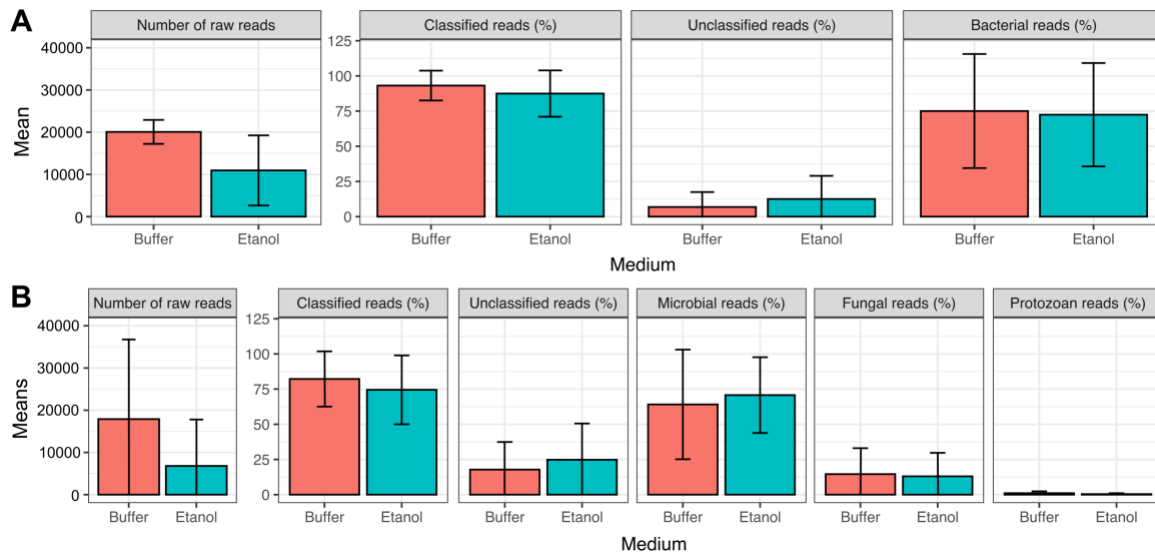 A
Number of raw reads
Classified reads (%)
Unclassified reads (%)
Bacterial reads (%)
Mean
40000
30000
20000
10000
0
125
100
75
50
25
0
Buffer Etanol
Buffer Etanol
Buffer Etanol
Buffer Etanol
Medium
B
Number of raw reads
Classified reads (%)
Unclassified reads (%)
Microbial reads (%)
Fungal reads (%)
Protozoan reads (%)
Means
40000
30000
20000
10000
0
125
100
75
50
25
0
Buffer Etanol
Buffer Etanol
Buffer Etanol
Buffer Etanol
Buffer Etanol
Buffer Etanol
Medium